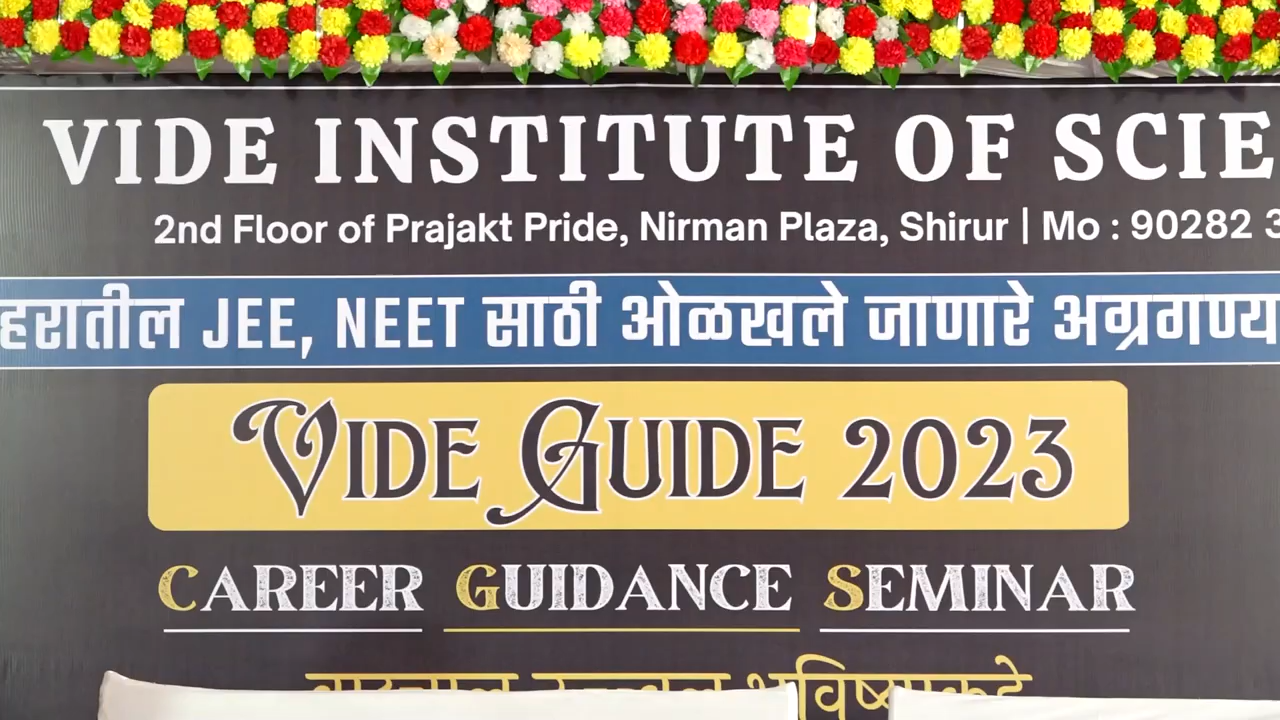 VIDE INSTITUTE OF SCIE
2nd Floor of Prajakt Pride, Nirman Plaza, Shirur | Mo : 90282 3
हरातील JEE, NEET साठी ओळखले जाणारे अग्रगण्य
VIDE GUIDE 2023
CAREER GUIDANCE SEMINAR